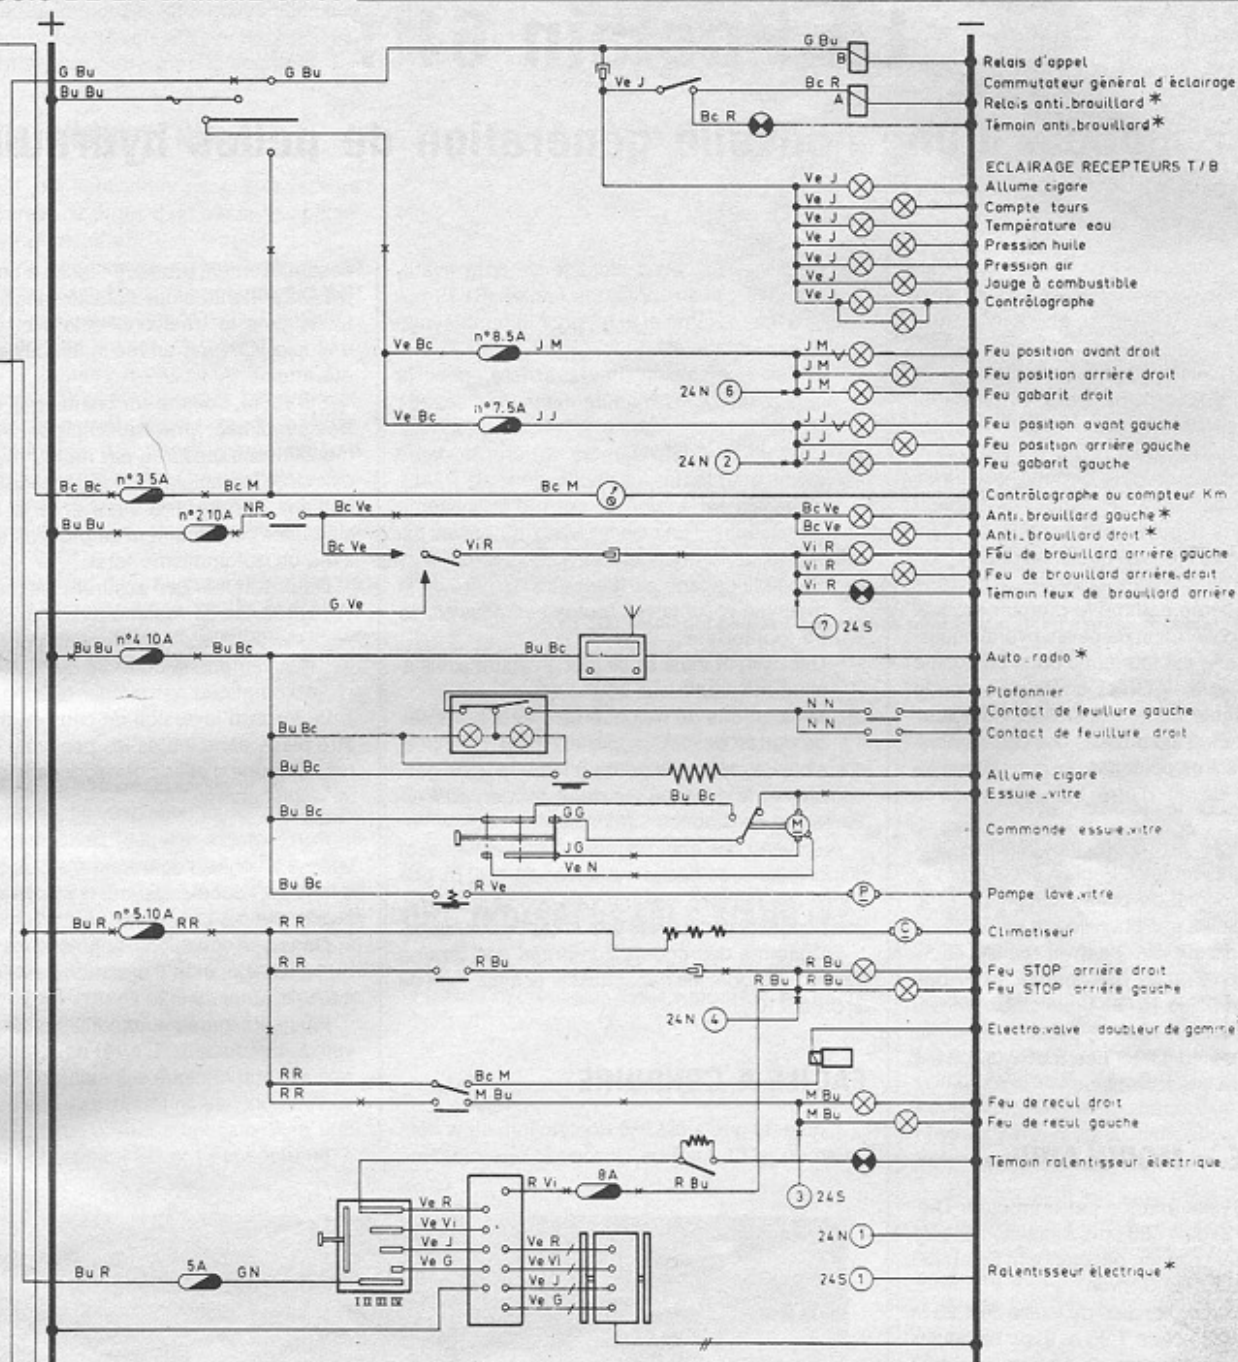 + −
G Bu
G Bu
G Bu
B
Relais d'appel
Bu Bu
Ve J
Bc R
A
Commutateur général d'éclairage
Relais anti.brouillard *
Bc R
Témoin anti.brouillard *
ECLAIRAGE RECEPTEURS T/B
Ve J
Allume cigare
Ve J
Compte tours
Ve J
Température eau
Ve J
Pression huile
Ve J
Pression air
Ve J
Jauge à combustible
Ve J
Contrôlographe
Ve Bc
n°8.5A
J M
J M
Feu position avant droit
J M
Feu position arrière droit
24N 6
J M
Feu gabarit droit
Ve Bc
n°7.5A
J J
J J
Feu position avant gauche
J J
Feu position arrière gauche
24N 2
J J
Feu gabarit gauche
Bc Bc
n°3 5A
Bc M
Bc M
Contrôlographe ou compteur Km
Bu Bu
n°2 10A
NR
Bc Ve
Bc Ve
Anti.brouillard gauche *
Bc Ve
Anti.brouillard droit *
Bc Ve
Vi R
Vi R
Feu de brouillard arrière gauche
Vi R
Feu de brouillard arrière.droit
Vi R
Témoin feux de brouillard arrière
G Ve
7 24S
Bu Bu
n°4 10A
Bu Bc
Bu Bc
Auto.radio *
Plafonnier
N N
Contact de feuillure gauche
Bu Bc
N N
Contact de feuillure droit
Bu Bc
Allume cigare
Bu Bc
Essuie.vitre
Bu Bc
GG
M
Commande essuie.vitre
JG
Ve N
Bu Bc
R Ve
P
Pompe lave.vitre
Bu R
n°5.10A
RR
R R
C
Climatiseur
R R
R Bu
R Bu
Feu STOP arrière droit
R Bu
R Bu
Feu STOP arrière gauche
24N 4
Electro.valve doubleur de gamme
R R
Bc M
R R
M Bu
M Bu
Feu de recul droit
M Bu
Feu de recul gauche
Témoin ralentisseur électrique
R Vi
8A
R Bu
3 24S
Ve R
Ve Vi
24N 1
Ve J
Ve R
Ve G
Ve Vi
Bu R
5A
GN
Ve J
24S 1
Ralentisseur électrique *
I II III IV
Ve G